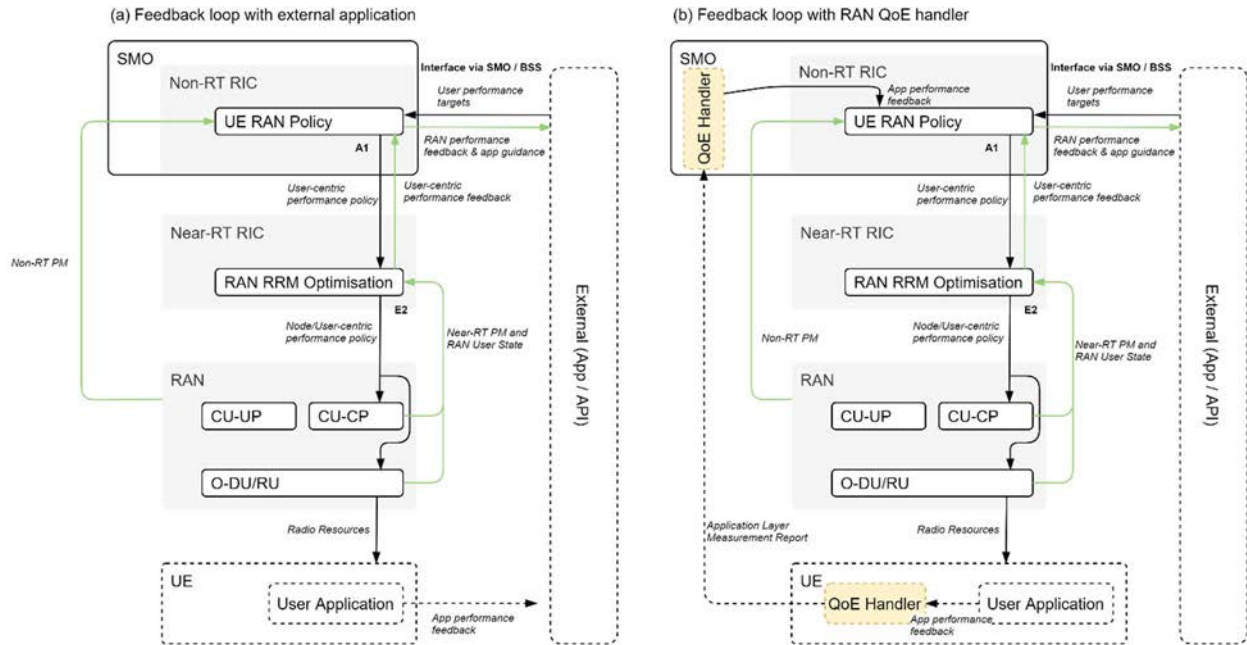 (a) Feedback loop with external application
SMO
Non-RT RIC
Interface via SMO / BSS
User performance
targets
UE RAN Policy
A1
RAN performance
feedback & app guidance
User-centric
performance policy
User-centric
performance feedback
Near-RT RIC
Non-RT PM
RAN RRM Optimisation
E2
Node/User-centric
performance policy
Near-RT PM and
RAN User State
RAN
CU-UP
CU-CP
O-DU/RU
Radio Resources
UE
User Application
App performance
feedback
External (App / API)
(b) Feedback loop with RAN QoE handler
SMO
QoE Handler
Non-RT RIC
App performance
feedback
Interface via SMO / BSS
User performance
targets
UE RAN Policy
A1
RAN performance
feedback & app guidance
User-centric
performance policy
User-centric
performance feedback
Near-RT RIC
RAN RRM Optimisation
E2
Non-RT PM
Node/User-centric
performance policy
Near-RT PM and
RAN User State
RAN
CU-UP
CU-CP
O-DU/RU
Application Layer
Measurement Report
Radio Resources
UE
QoE Handler
User Application
App performance
feedback
External (App / API)